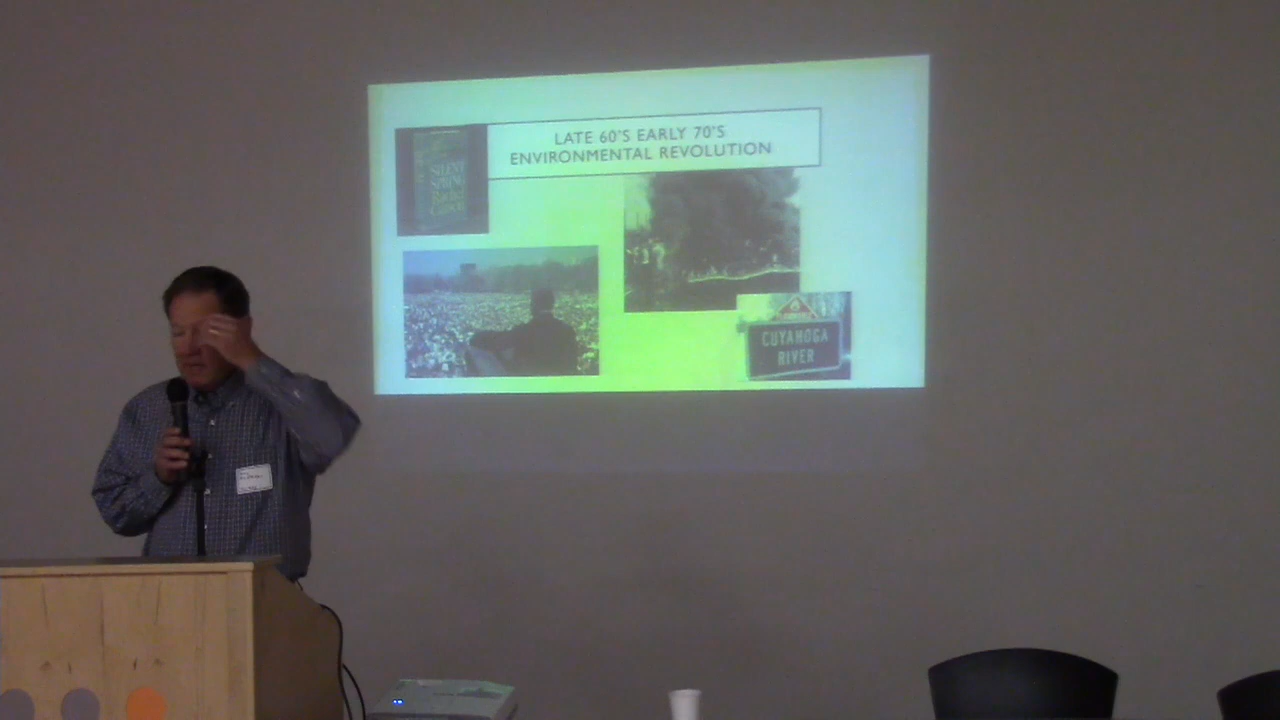 LATE 60'S EARLY 70'S
ENVIRONMENTAL REVOLUTION
SILENT
SPRING
Rachel
Carson
CUYAHOGA
RIVER